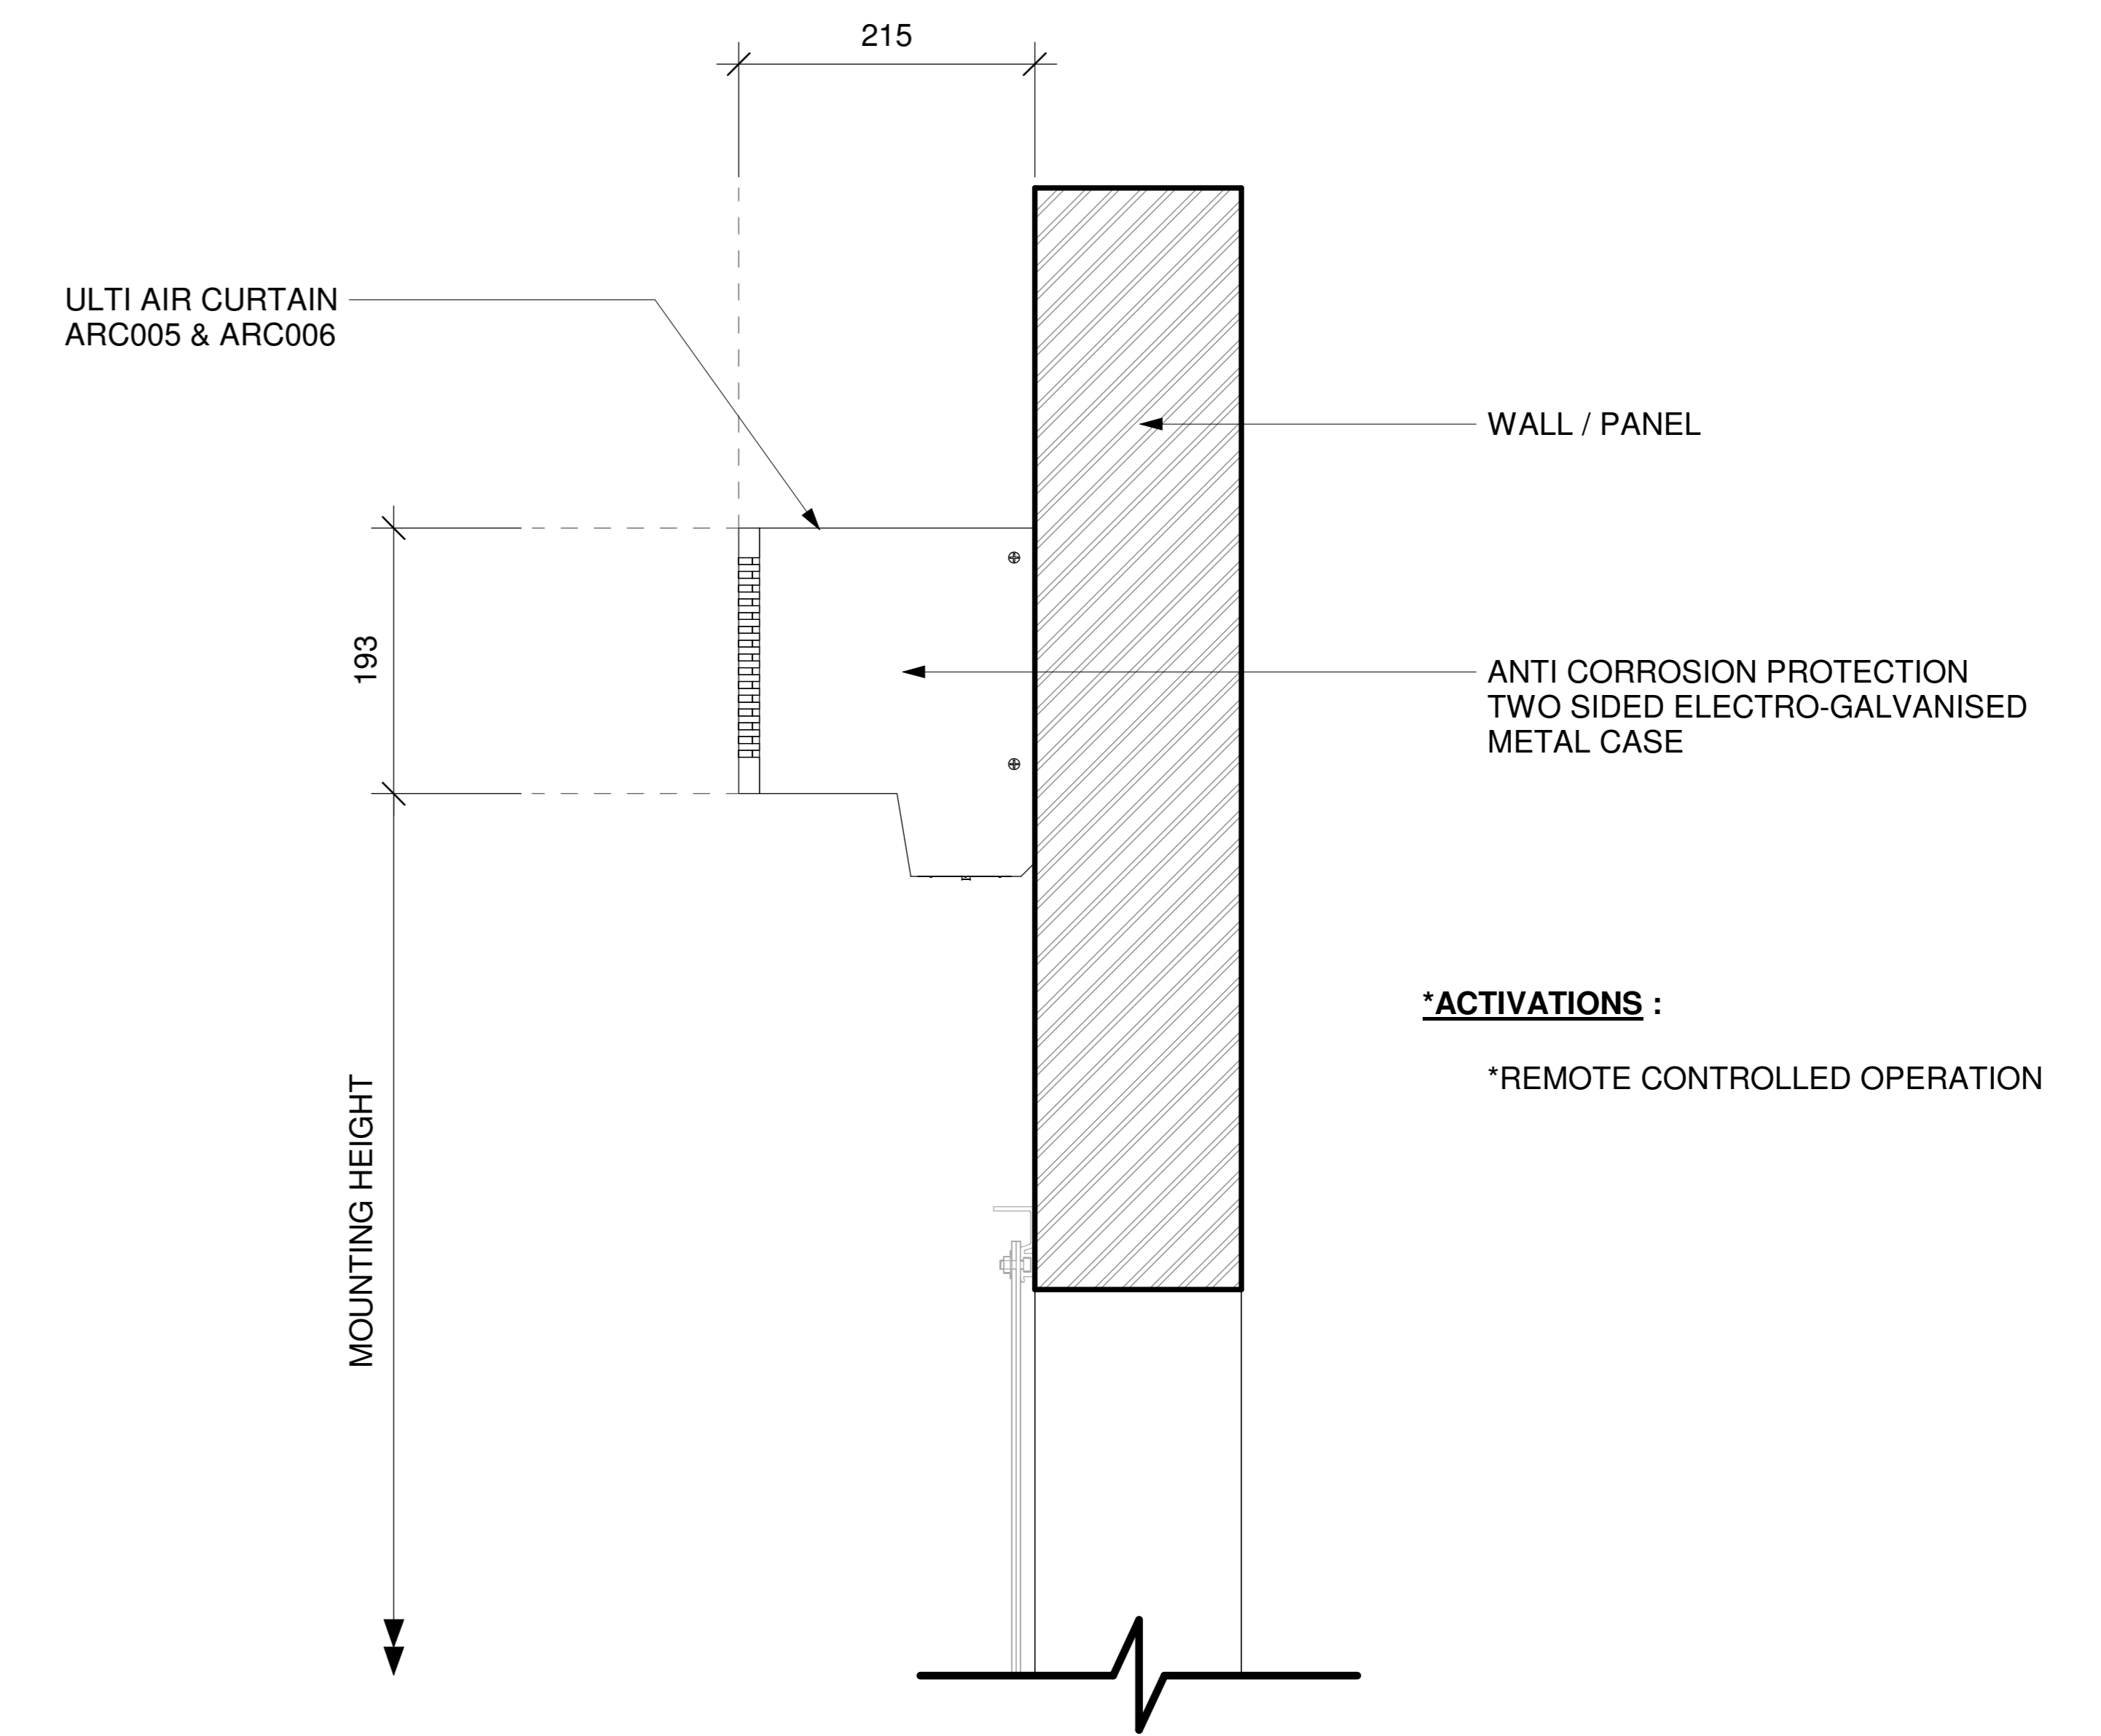 215
ULTI AIR CURTAIN
ARC005 & ARC006
WALL / PANEL
193
ANTI CORROSION PROTECTION
TWO SIDED ELECTRO-GALVANISED
METAL CASE
*ACTIVATIONS :
*REMOTE CONTROLLED OPERATION
MOUNTING HEIGHT